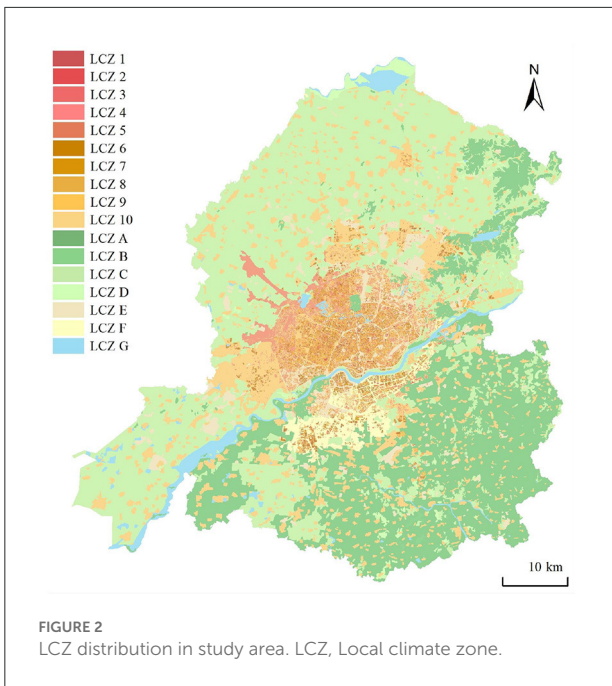 LCZ 1
LCZ 2
LCZ 3
LCZ 4
LCZ 5
LCZ 6
LCZ 7
LCZ 8
LCZ 9
LCZ 10
LCZ A
LCZ B
LCZ C
LCZ D
LCZ E
LCZ F
LCZ G
N
10 km
FIGURE 2
LCZ distribution in study area. LCZ, Local climate zone.